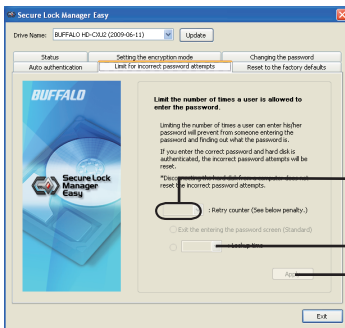 Secure Lock Manager Easy
Drive Name: BUFFALO HD-CXU2 (2009-06-11) Update
Status Setting the encryption mode Changing the password
Auto authentication Limit for incorrect password attempts Reset to the factory defaults
BUFFALO
Secure Lock
Manager
Easy
Limit the number of times a user is allowed to
enter the password.
Limiting the number of times a user can enter his/her
password will prevent from someone entering the
password and finding out what the password is.
If you enter the correct password and hard disk is
authenticated, the incorrect password attempts will be
reset.
*Disconnecting the hard disk from a computer does not
reset the incorrect password attempts.
: Retry counter (See below penalty.)
Exit the entering the password screen (Standard)
: Lockup time
Apply
Exit